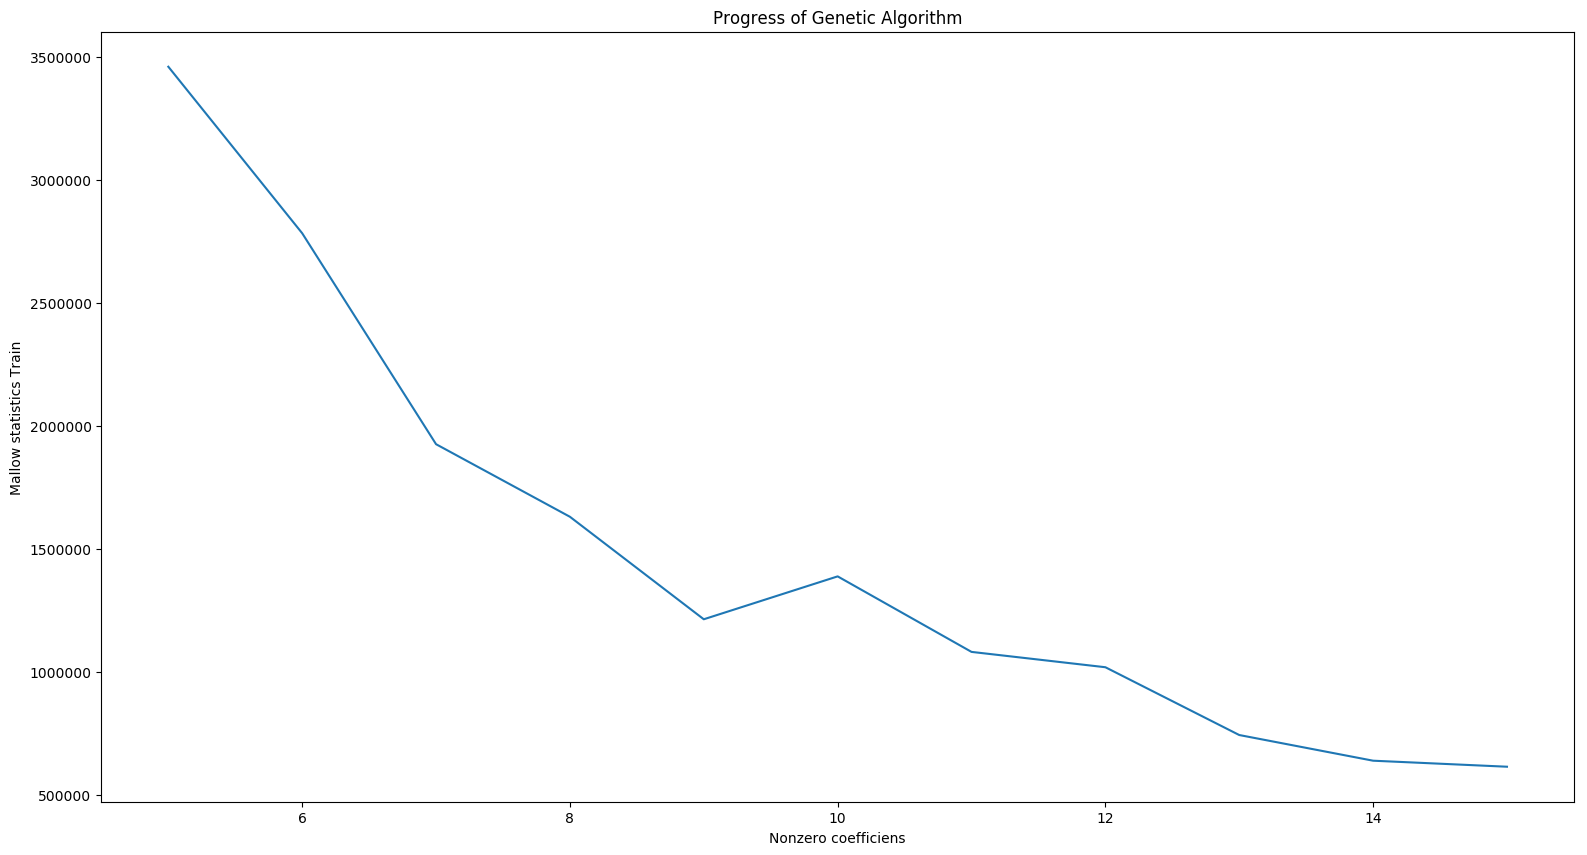 Progress of Genetic Algorithm
3500000
3000000
2500000
2000000
1500000
1000000
500000
Mallow statistics Train
6 8 10 12 14
Nonzero coefficiens